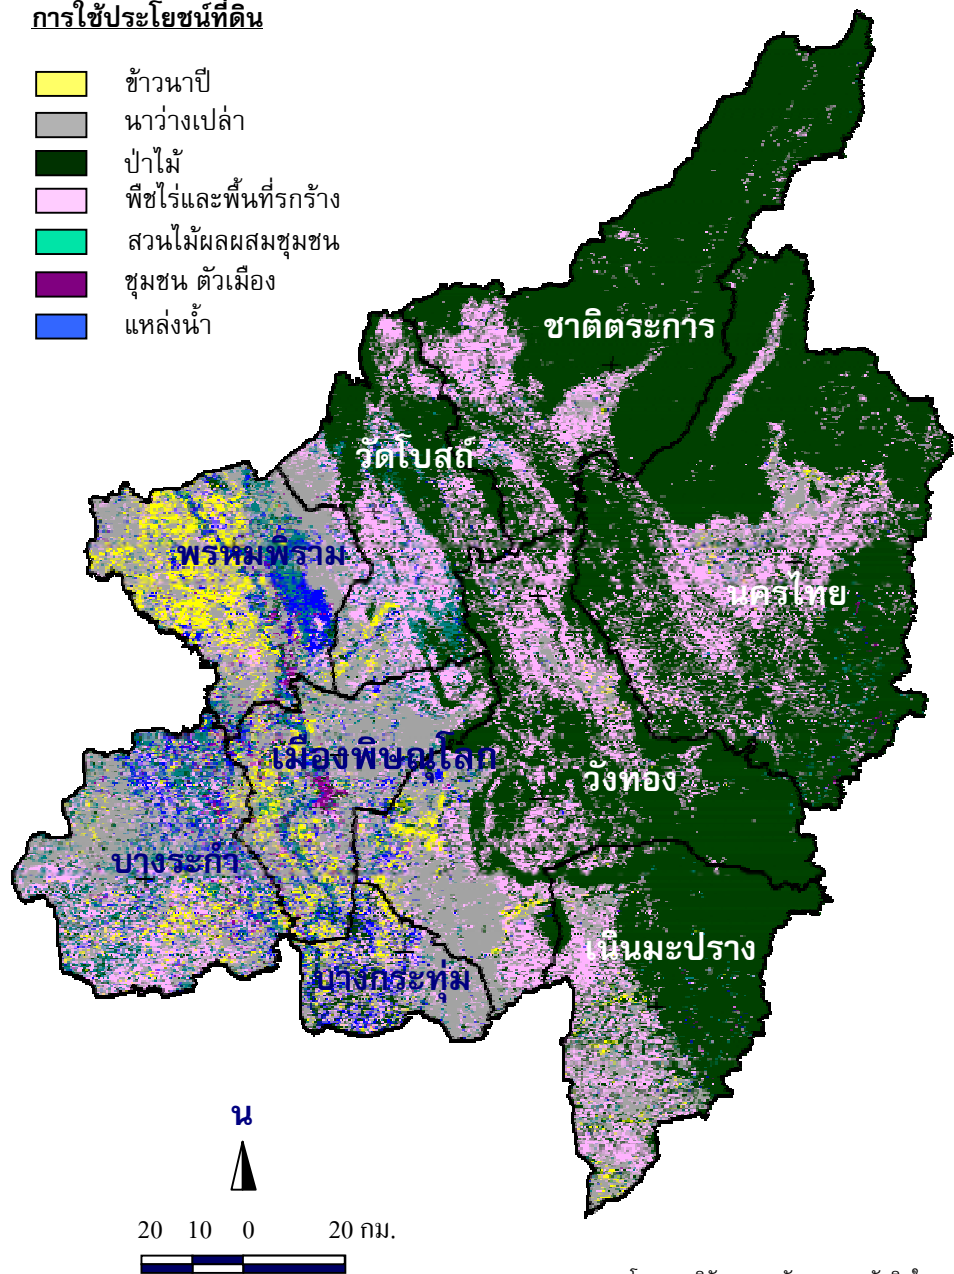 การใช้ประโยชน์ที่ดิน
ข้าวนาปี
นาว่างเปล่า
ป่าไม้
พืชไร่และพื้นที่รกร้าง
สวนไม้ผลผสมชุมชน
ชุมชน ตัวเมือง
แหล่งน้ำ
ชาติตระการ
วัดโบสถ์
พรหมพิราม
นครไทย
เมืองพิษณุโลก
วังทอง
บางระกำ
เนินมะปราง
บางกระทุ่ม
น
20 10 0 20 กม.